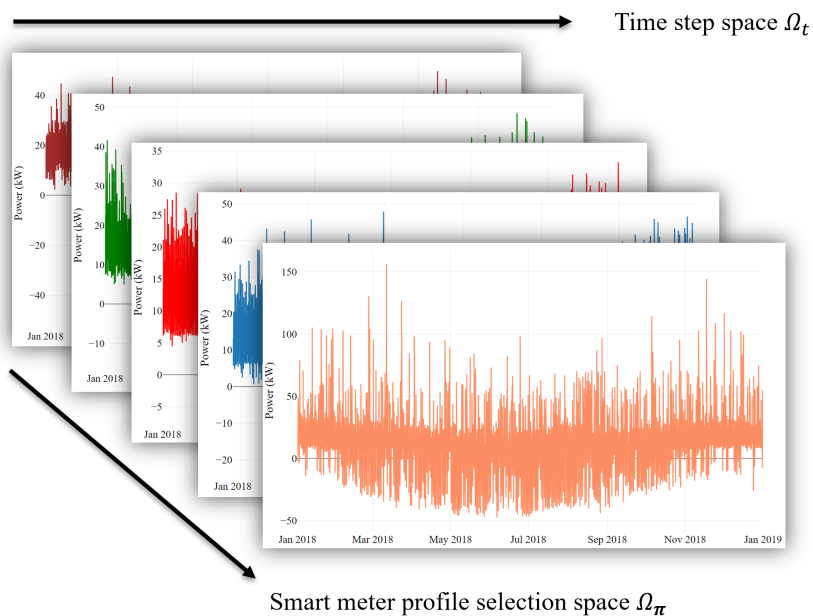 Time step space Ω_t
40
20
0
−20
−40
Power (kW)
Jan 2018
50
40
30
20
10
0
−10
Power (kW)
Jan 2018
35
30
25
20
15
10
5
0
−5
Power (kW)
Jan 2018
50
40
30
20
10
0
−10
−20
Power (kW)
Jan 2018
150
100
50
0
−50
Power (kW)
Jan 2018
Mar 2018
May 2018
Jul 2018
Sep 2018
Nov 2018
Jan 2019
Smart meter profile selection space Ω_π